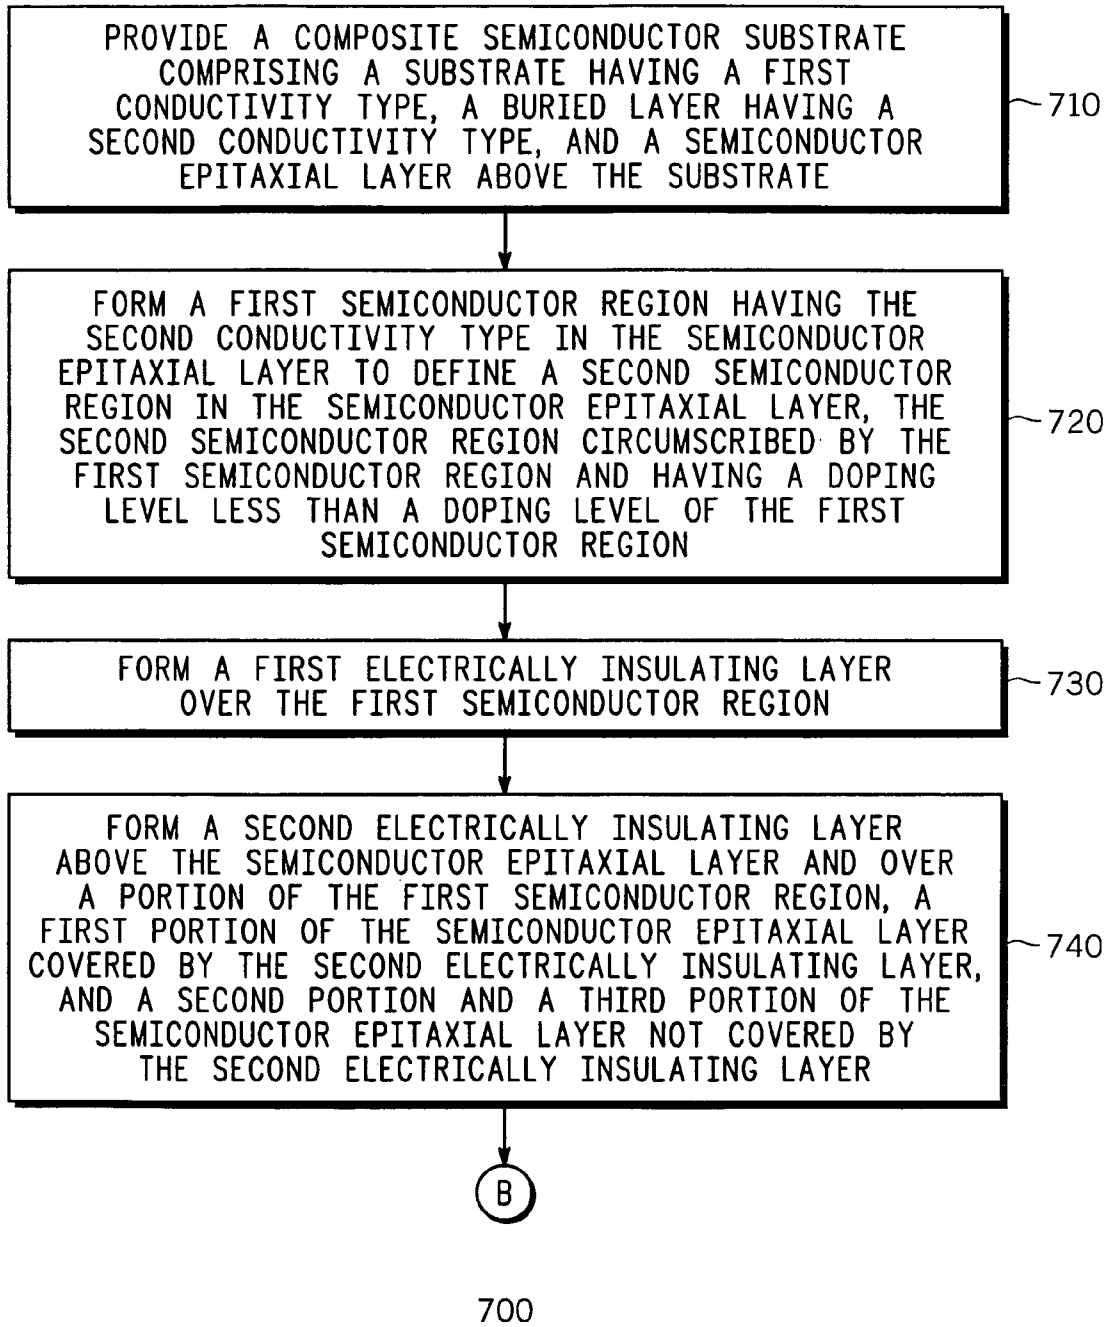 PROVIDE A COMPOSITE SEMICONDUCTOR SUBSTRATE
COMPRISING A SUBSTRATE HAVING A FIRST
CONDUCTIVITY TYPE, A BURIED LAYER HAVING A
SECOND CONDUCTIVITY TYPE, AND A SEMICONDUCTOR
EPITAXIAL LAYER ABOVE THE SUBSTRATE
710
FORM A FIRST SEMICONDUCTOR REGION HAVING THE
SECOND CONDUCTIVITY TYPE IN THE SEMICONDUCTOR
EPITAXIAL LAYER TO DEFINE A SECOND SEMICONDUCTOR
REGION IN THE SEMICONDUCTOR EPITAXIAL LAYER, THE
SECOND SEMICONDUCTOR REGION CIRCUMSCRIBED BY THE
FIRST SEMICONDUCTOR REGION AND HAVING A DOPING
LEVEL LESS THAN A DOPING LEVEL OF THE FIRST
SEMICONDUCTOR REGION
720
FORM A FIRST ELECTRICALLY INSULATING LAYER
OVER THE FIRST SEMICONDUCTOR REGION
730
FORM A SECOND ELECTRICALLY INSULATING LAYER
ABOVE THE SEMICONDUCTOR EPITAXIAL LAYER AND OVER
A PORTION OF THE FIRST SEMICONDUCTOR REGION, A
FIRST PORTION OF THE SEMICONDUCTOR EPITAXIAL LAYER
COVERED BY THE SECOND ELECTRICALLY INSULATING LAYER,
AND A SECOND PORTION AND A THIRD PORTION OF THE
SEMICONDUCTOR EPITAXIAL LAYER NOT COVERED BY
THE SECOND ELECTRICALLY INSULATING LAYER
740
B
700